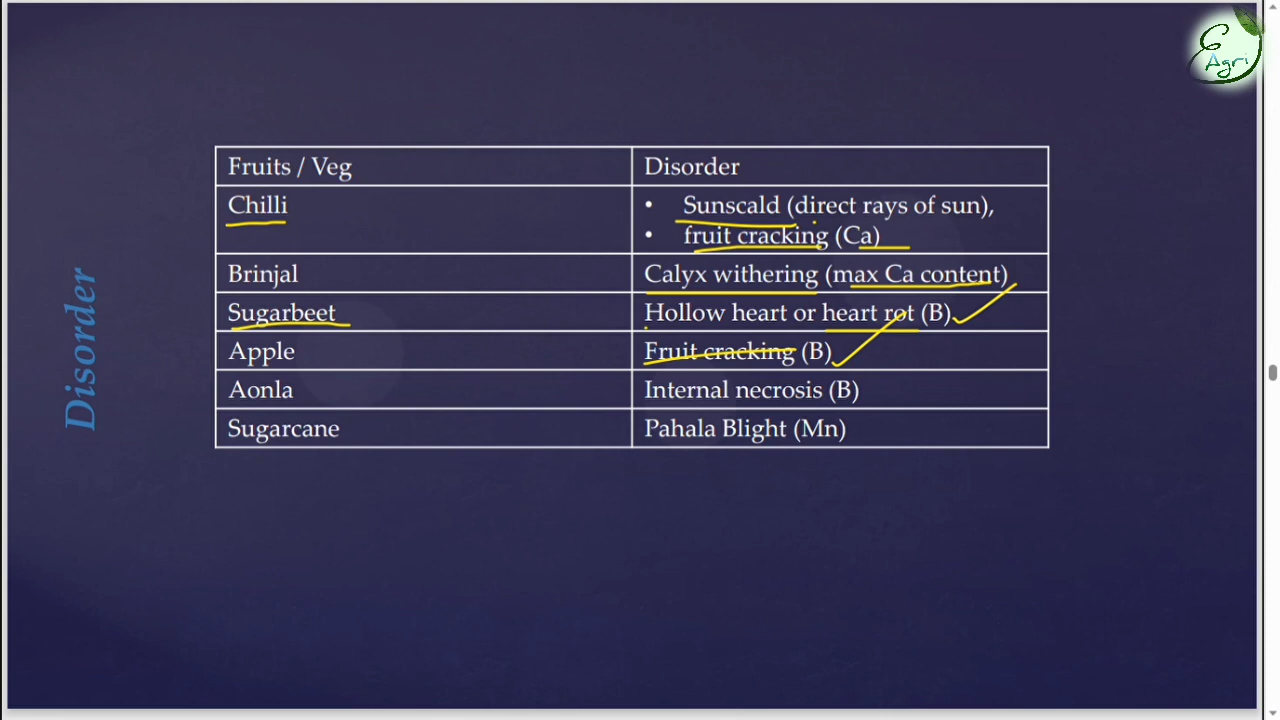 E
Agri
Disorder
Fruits / Veg
Disorder
Chilli
• Sunscald (direct rays of sun),
• fruit cracking (Ca)
Brinjal
Calyx withering (max Ca content)
Sugarbeet
Hollow heart or heart rot (B)
Apple
Fruit cracking (B)
Aonla
Internal necrosis (B)
Sugarcane
Pahala Blight (Mn)